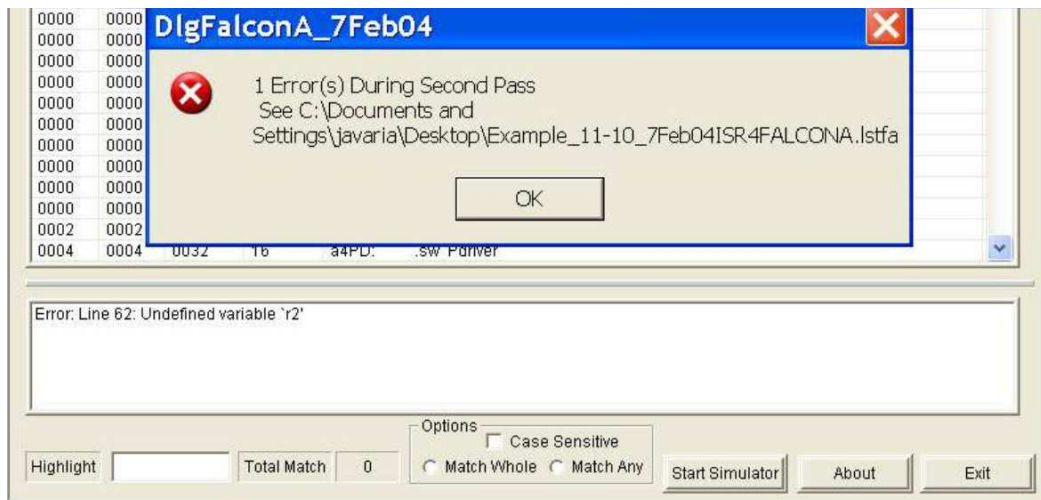 0000 0000
DlgFalconA_7Feb04
0000 0000
0000 0000
0000 0000
1 Error(s) During Second Pass
0000 0000
See C:\Documents and
0000 0000
Settings\javaria\Desktop\Example_11-10_7Feb04ISR4FALCONA.lstfa
0000 0000
0000 0000
0000 0000
OK
0000 0000
0002 0002
0004 0004 0032 16 a4PD: .sw Pdriver
Error: Line 62: Undefined variable `r2'
Options
Case Sensitive
Highlight Total Match 0 Match Whole Match Any Start Simulator About Exit